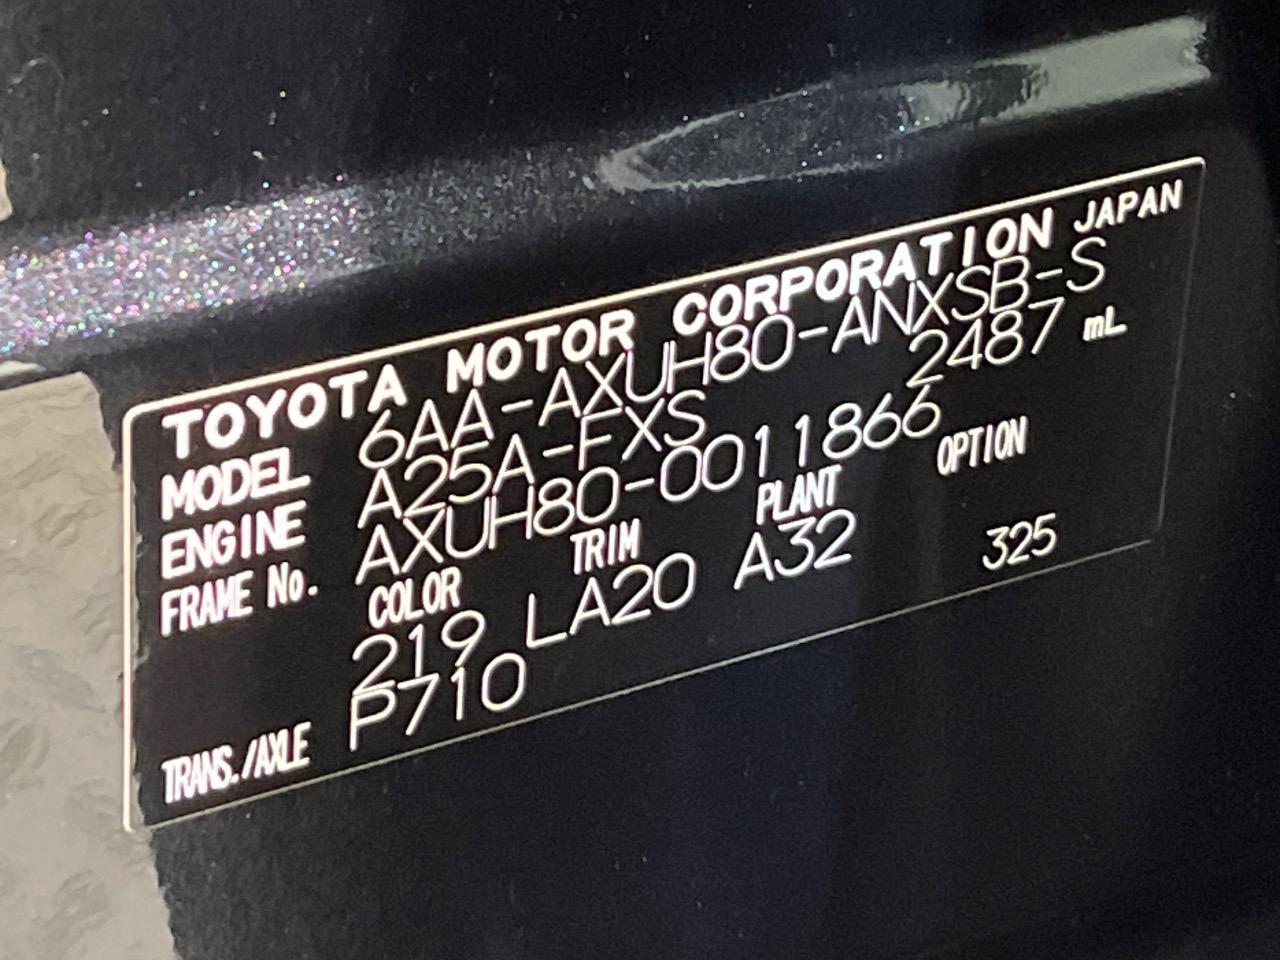 TOYOTA MOTOR CORPORATION JAPAN
MODEL 6AA-AXUH80-ANXSB-S
ENGINE A25A-FXS 2487 mL
FRAME No. AXUH80-0011866
COLOR TRIM PLANT OPTION
219 LA20 A32 325
TRANS./AXLE P710